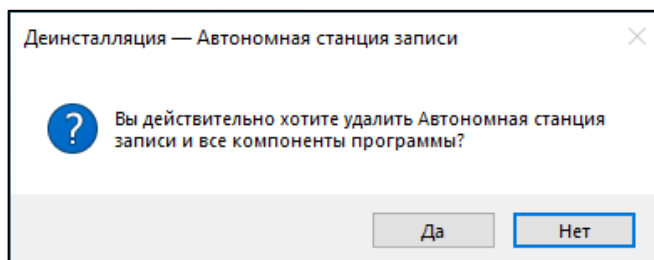 Деинсталляция — Автономная станция записи
Вы действительно хотите удалить Автономная станция
записи и все компоненты программы?
Да
Нет